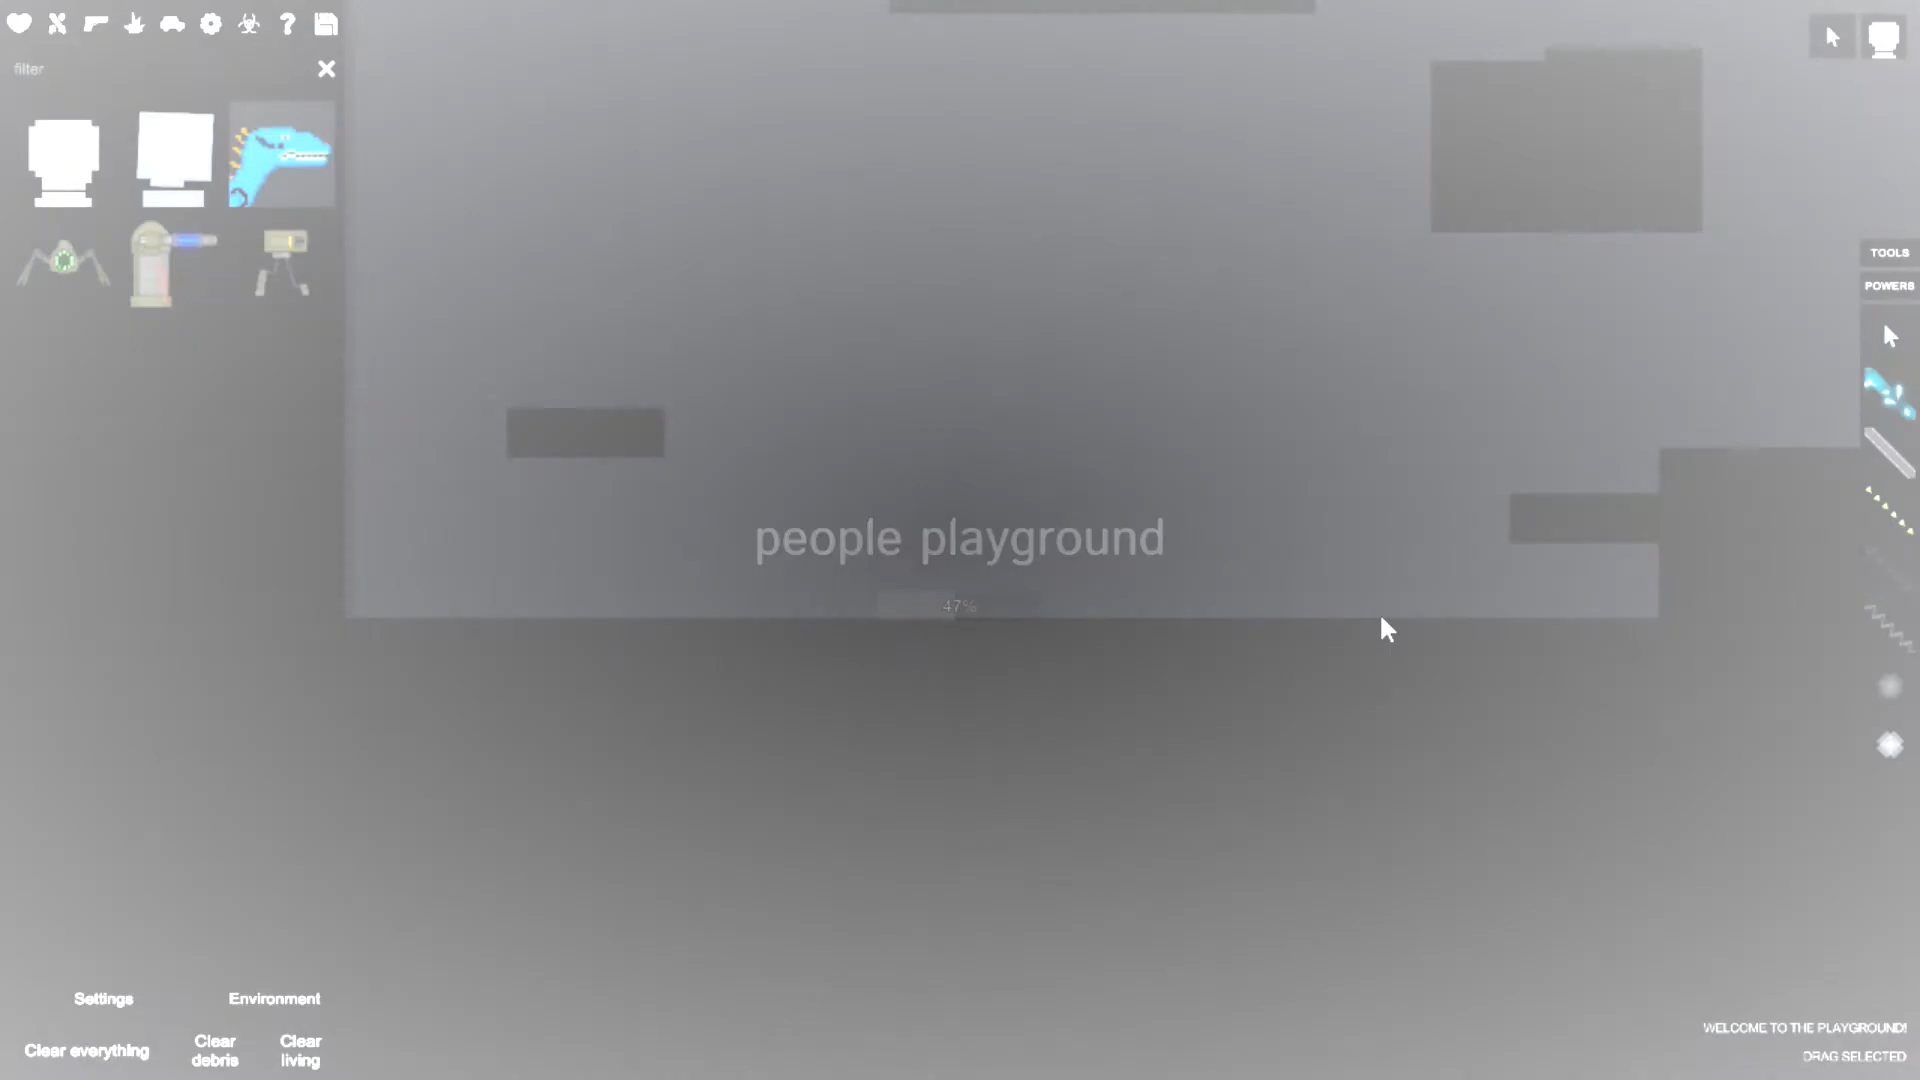 filter
TOOLS
POWERS
people playground
47%
Settings
Environment
Clear everything
Clear
debris
Clear
living
WELCOME TO THE PLAYGROUND!
DRAG SELECTED